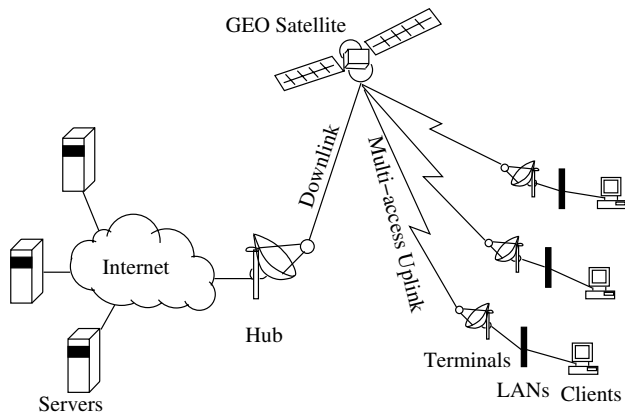 GEO Satellite
Downlink
Multi-access Uplink
Internet
Hub
Terminals
LANs
Clients
Servers